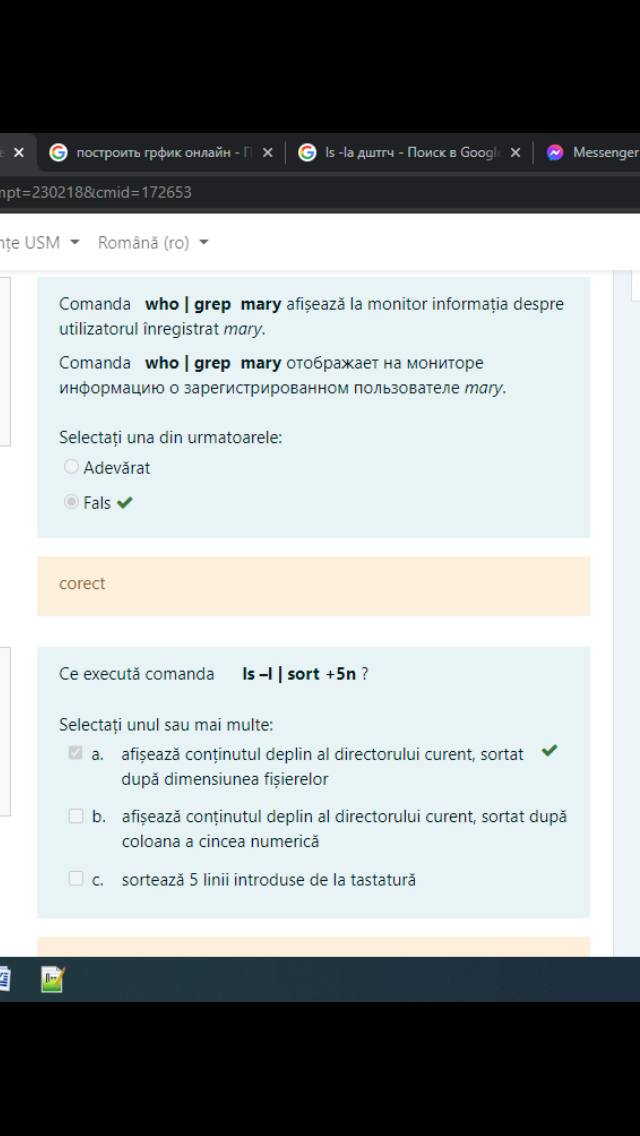 построить грфик онлайн - П
ls -la дштгч - Поиск в Googl
Messenger
mpt=230218&cmid=172653
nțe USM Română (ro)
Comanda who | grep mary afișează la monitor informația despre
utilizatorul înregistrat mary.
Comanda who | grep mary отображает на мониторе
информацию о зарегистрированном пользователе mary.
Selectați una din urmatoarele:
Adevărat
Fals
corect
Ce execută comanda ls –l | sort +5n ?
Selectați unul sau mai multe:
a. afișează conținutul deplin al directorului curent, sortat
după dimensiunea fișierelor
b. afișează conținutul deplin al directorului curent, sortat după
coloana a cincea numerică
c. sortează 5 linii introduse de la tastatură